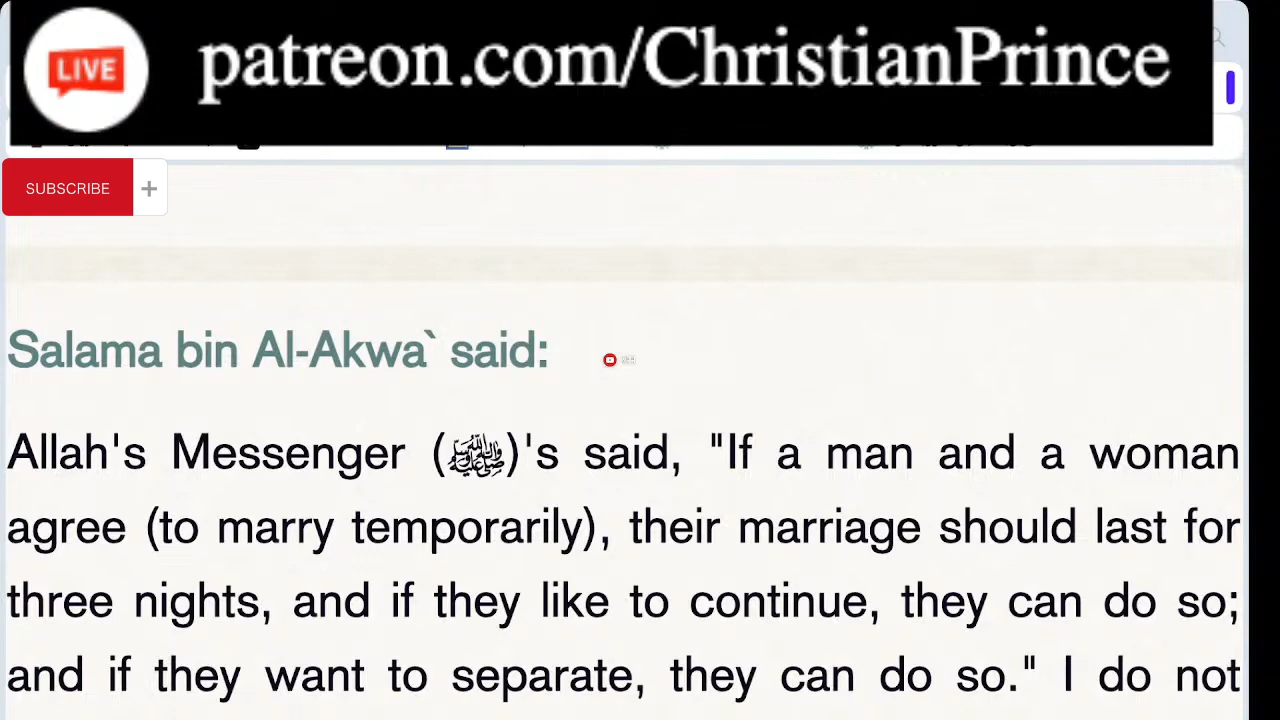 LIVE
patreon.com/ChristianPrince
SUBSCRIBE
Salama bin Al-Akwa` said:
Allah's Messenger (ﷺ)'s said, "If a man and a woman
agree (to marry temporarily), their marriage should last for
three nights, and if they like to continue, they can do so;
and if they want to separate, they can do so." I do not